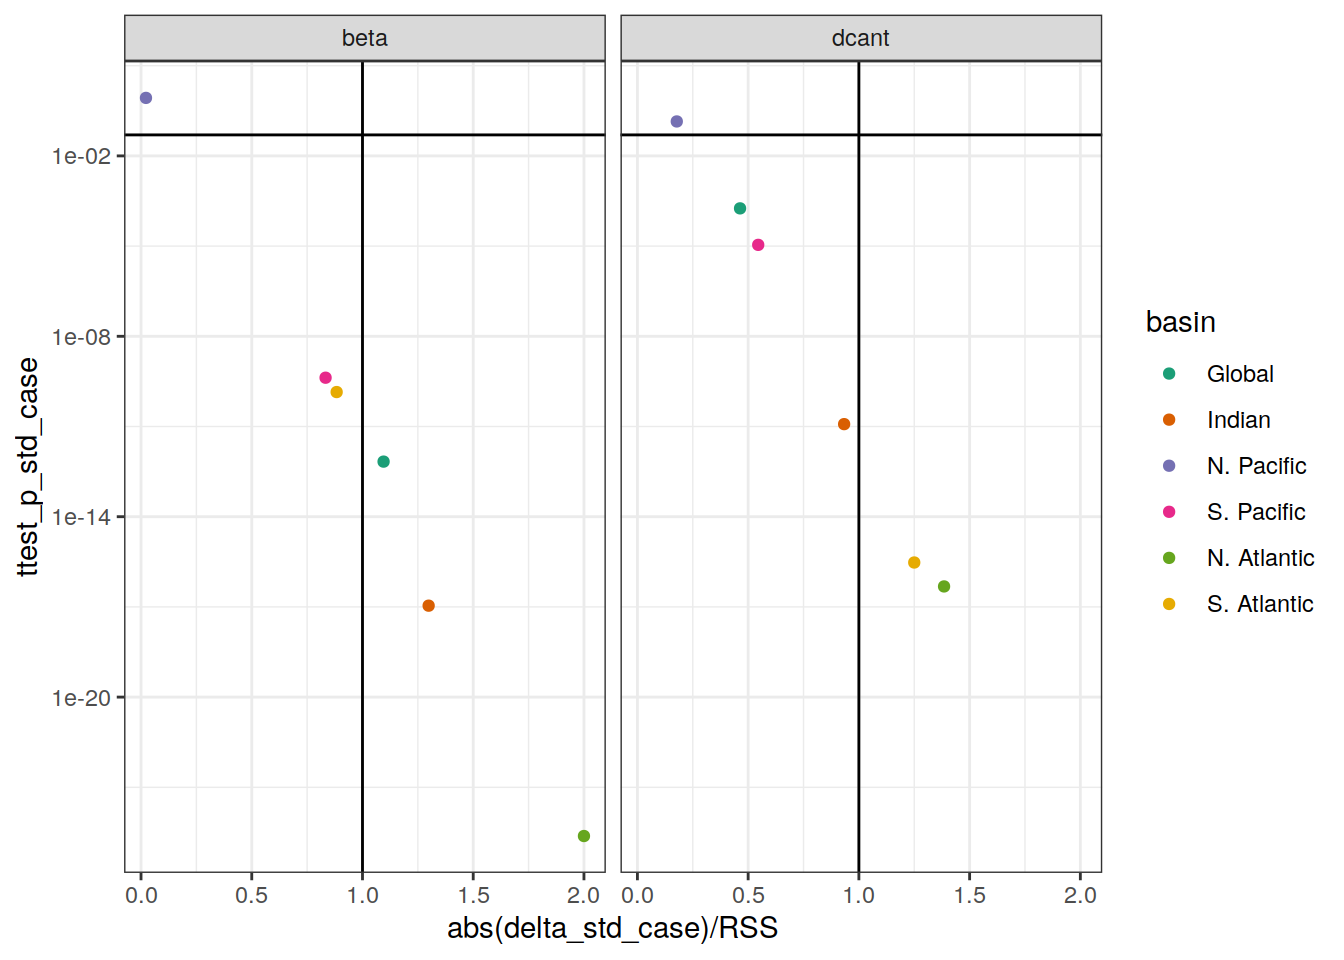 beta
dcant
ttest_p_std_case
1e-02
1e-08
1e-14
1e-20
0.0 0.5 1.0 1.5 2.0
0.0 0.5 1.0 1.5 2.0
abs(delta_std_case)/RSS
basin
Global
Indian
N. Pacific
S. Pacific
N. Atlantic
S. Atlantic